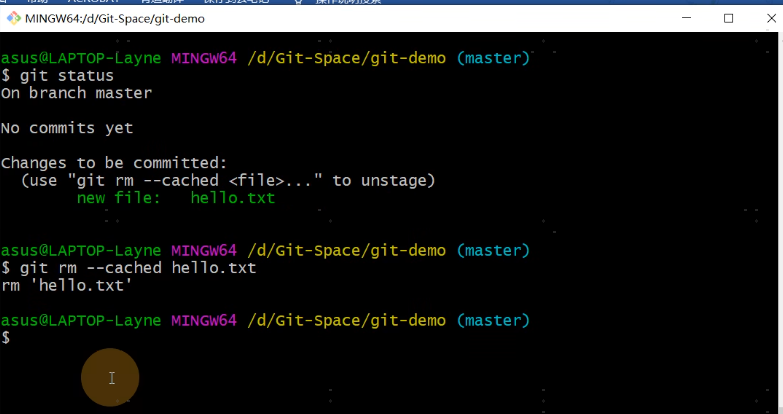 MINGW64:/d/Git-Space/git-demo
asus@LAPTOP-Layne MINGW64 /d/Git-Space/git-demo (master)
$ git status
On branch master
No commits yet
Changes to be committed:
  (use "git rm --cached <file>..." to unstage)
        new file:   hello.txt
asus@LAPTOP-Layne MINGW64 /d/Git-Space/git-demo (master)
$ git rm --cached hello.txt
rm 'hello.txt'
asus@LAPTOP-Layne MINGW64 /d/Git-Space/git-demo (master)
$